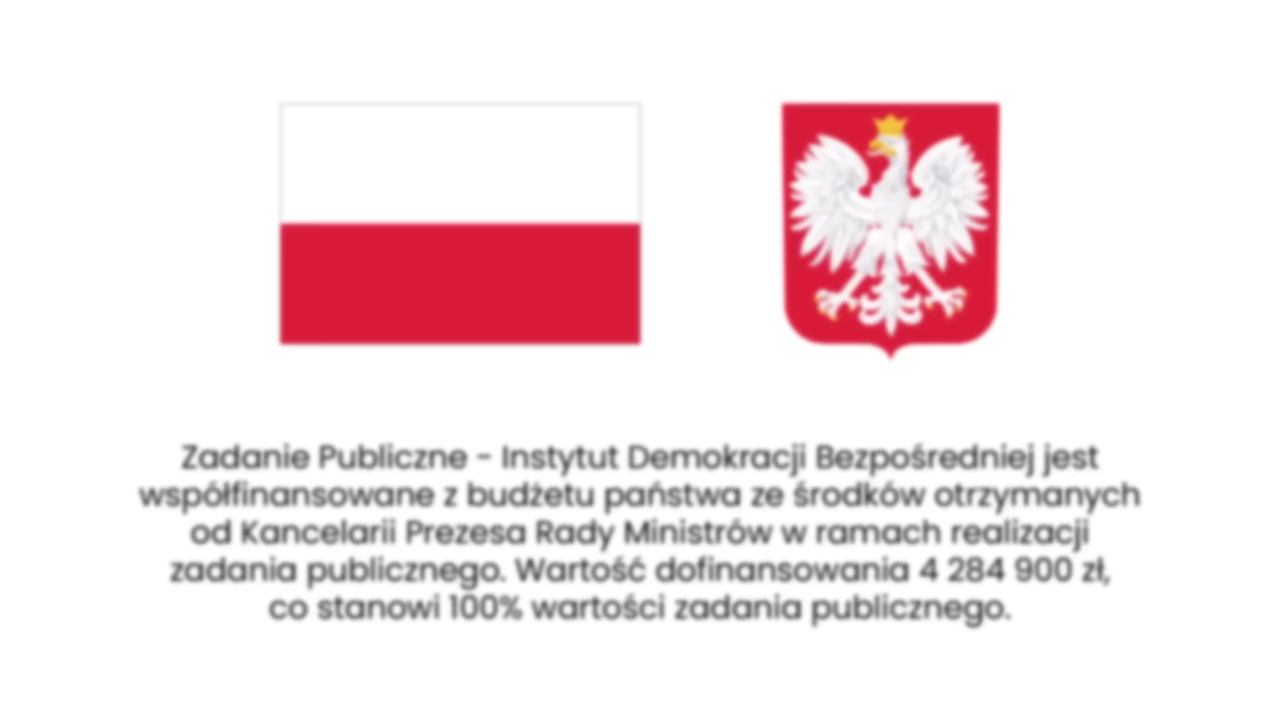 Zadanie Publiczne - Instytut Demokracji Bezpośredniej jest
współfinansowane z budżetu państwa ze środków otrzymanych
od Kancelarii Prezesa Rady Ministrów w ramach realizacji
zadania publicznego. Wartość dofinansowania 4 284 900 zł,
co stanowi 100% wartości zadania publicznego.